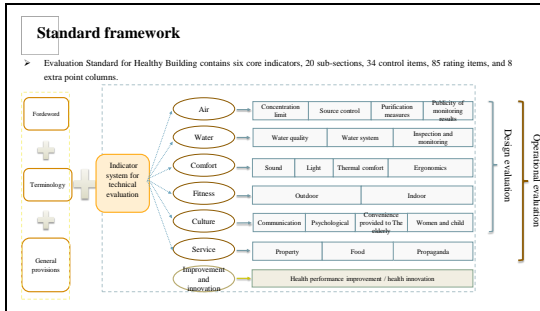 Standard framework
Evaluation Standard for Healthy Building contains six core indicators, 20 sub-sections, 34 control items, 85 rating items, and 8
extra point columns.
Foreword
Terminology
General
provisions
Indicator
system for
technical
evaluation
Air
Concentration
limit
Source control
Purification
measures
Publicity of
monitoring
results
Water
Water quality
Water system
Inspection and
monitoring
Comfort
Sound
Light
Thermal comfort
Ergonomics
Fitness
Outdoor
Indoor
Culture
Communication
Psychological
Convenience
provided to The
elderly
Women and child
Service
Property
Food
Propaganda
Improvement
and
innovation
Health performance improvement / health innovation
Design evaluation
Operational evaluation